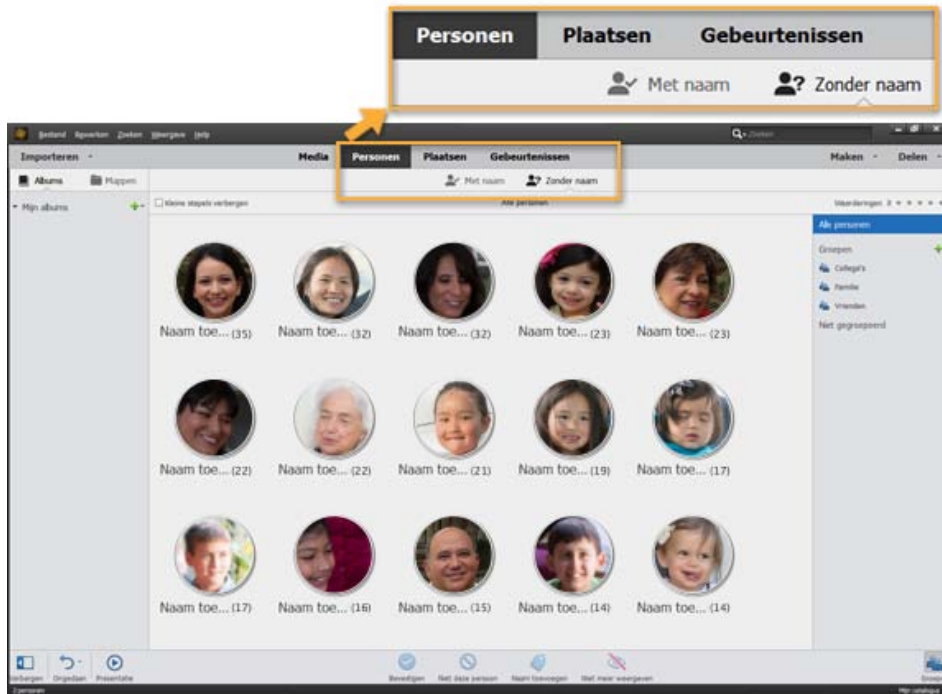 Personen Plaatsen Gebeurtenissen
Met naam Zonder naam
Bestand Bewerken Zoeken Weergave Help
Zoeken
Importeren Media Personen Plaatsen Gebeurtenissen Maken Delen
Albums Mappen Met naam Zonder naam
Mijn albums Kleine stapels verbergen Alle personen Waarderingen
Alle personen
Groepen
Collega's
Familie
Vrienden
Niet gegroepeerd
Naam toe... (35) Naam toe... (32) Naam toe... (32) Naam toe... (23) Naam toe... (23)
Naam toe... (22) Naam toe... (22) Naam toe... (21) Naam toe... (19) Naam toe... (17)
Naam toe... (17) Naam toe... (16) Naam toe... (15) Naam toe... (14) Naam toe... (14)
Ongedaan Presentatie Bevestigen Niet deze persoon Naam toevoegen Niet meer weergeven